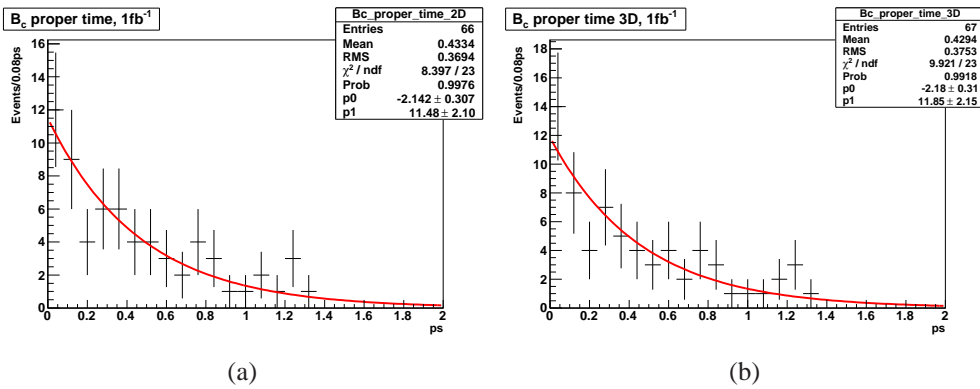 B_c proper time, 1fb^-1
Bc_proper_time_2D
Entries 66
Mean 0.4334
RMS 0.3694
χ² / ndf 8.397 / 23
Prob 0.9976
p0 -2.142 ± 0.307
p1 11.48 ± 2.10
Events/0.08ps
16
14
12
10
8
6
4
2
0
0 0.2 0.4 0.6 0.8 1 1.2 1.4 1.6 1.8 2
ps
(a)
B_c proper time 3D, 1fb^-1
Bc_proper_time_3D
Entries 67
Mean 0.4294
RMS 0.3753
χ² / ndf 9.921 / 23
Prob 0.9918
p0 -2.18 ± 0.31
p1 11.85 ± 2.15
Events/0.08ps
18
16
14
12
10
8
6
4
2
0
0 0.2 0.4 0.6 0.8 1 1.2 1.4 1.6 1.8 2
ps
(b)